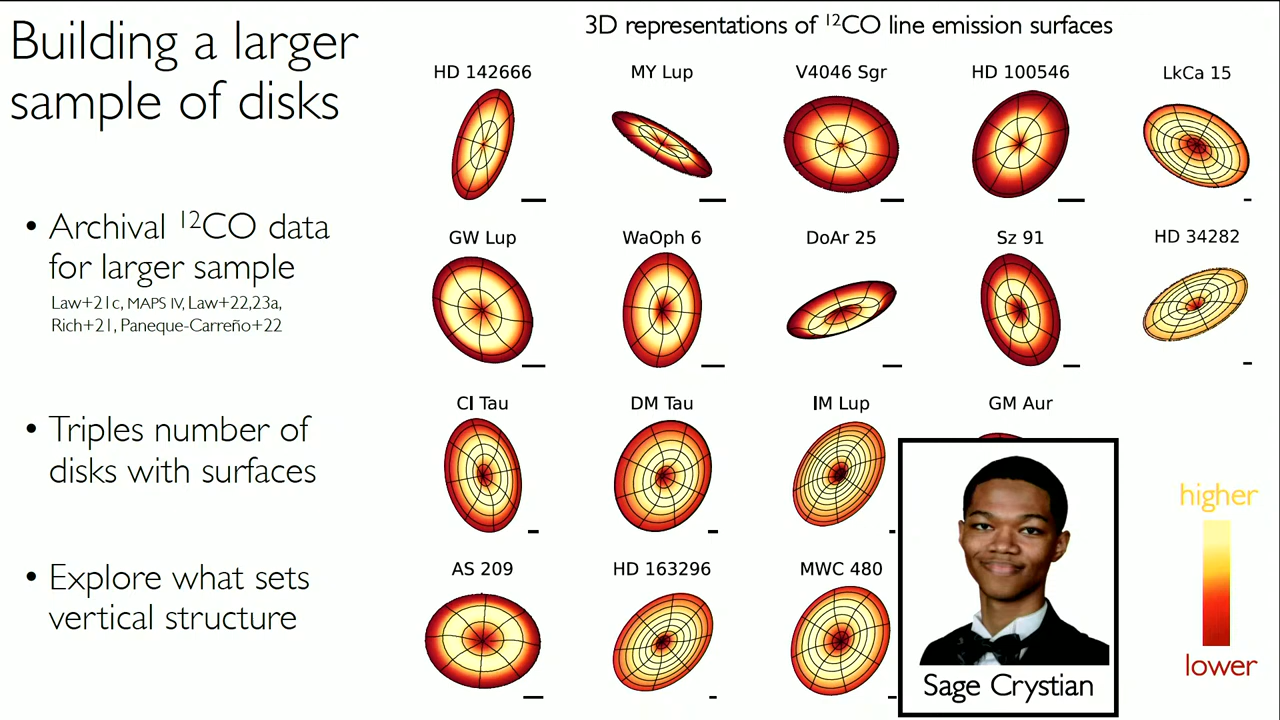 Building a larger
sample of disks
• Archival ¹²CO data
for larger sample
Law+21c, MAPS IV, Law+22,23a,
Rich+21, Paneque-Carreño+22
• Triples number of
disks with surfaces
• Explore what sets
vertical structure
3D representations of ¹²CO line emission surfaces
HD 142666
MY Lup
V4046 Sgr
HD 100546
LkCa 15
GW Lup
WaOph 6
DoAr 25
Sz 91
HD 34282
CI Tau
DM Tau
IM Lup
GM Aur
AS 209
HD 163296
MWC 480
Sage Crystian
higher
lower